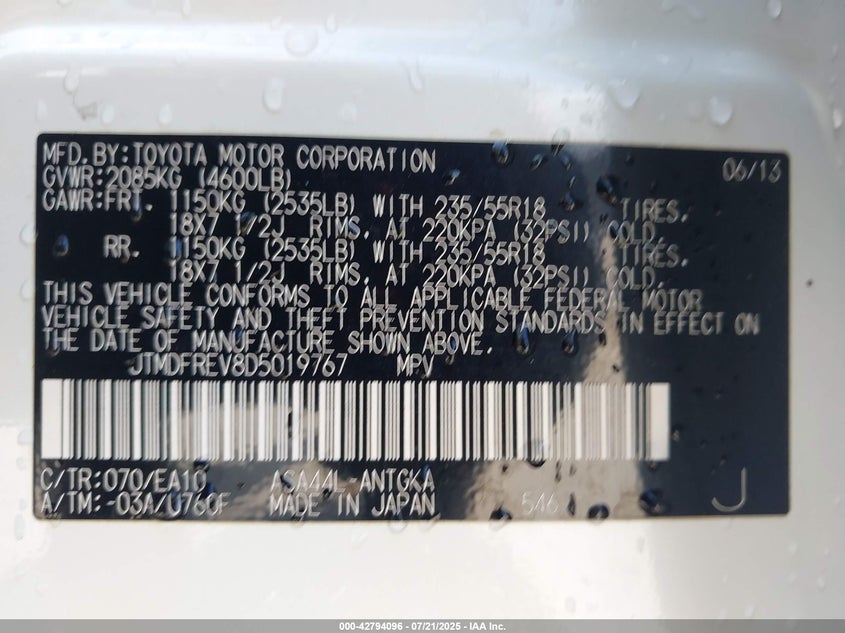 MFD.BY:TOYOTA MOTOR CORPORATION 06/13
GVWR:2085KG (4600LB)
GAWR:FRT. 1150KG (2535LB) WITH 235/55R18 TIRES,
18X7 1/2J RIMS, AT 220KPA (32PSI) COLD.
RR. 1150KG (2535LB) WITH 235/55R18 TIRES,
18X7 1/2J RIMS, AT 220KPA (32PSI) COLD.
THIS VEHICLE CONFORMS TO ALL APPLICABLE FEDERAL MOTOR
VEHICLE SAFETY AND THEFT PREVENTION STANDARDS IN EFFECT ON
THE DATE OF MANUFACTURE SHOWN ABOVE.
JTMDFREV8D5019767 MPV
C/TR:070/EA10 ASA44L-ANTGKA
A/TM:-03A/U760F MADE IN JAPAN 546 J
000-42794096 - 07/21/2025 - IAA Inc.